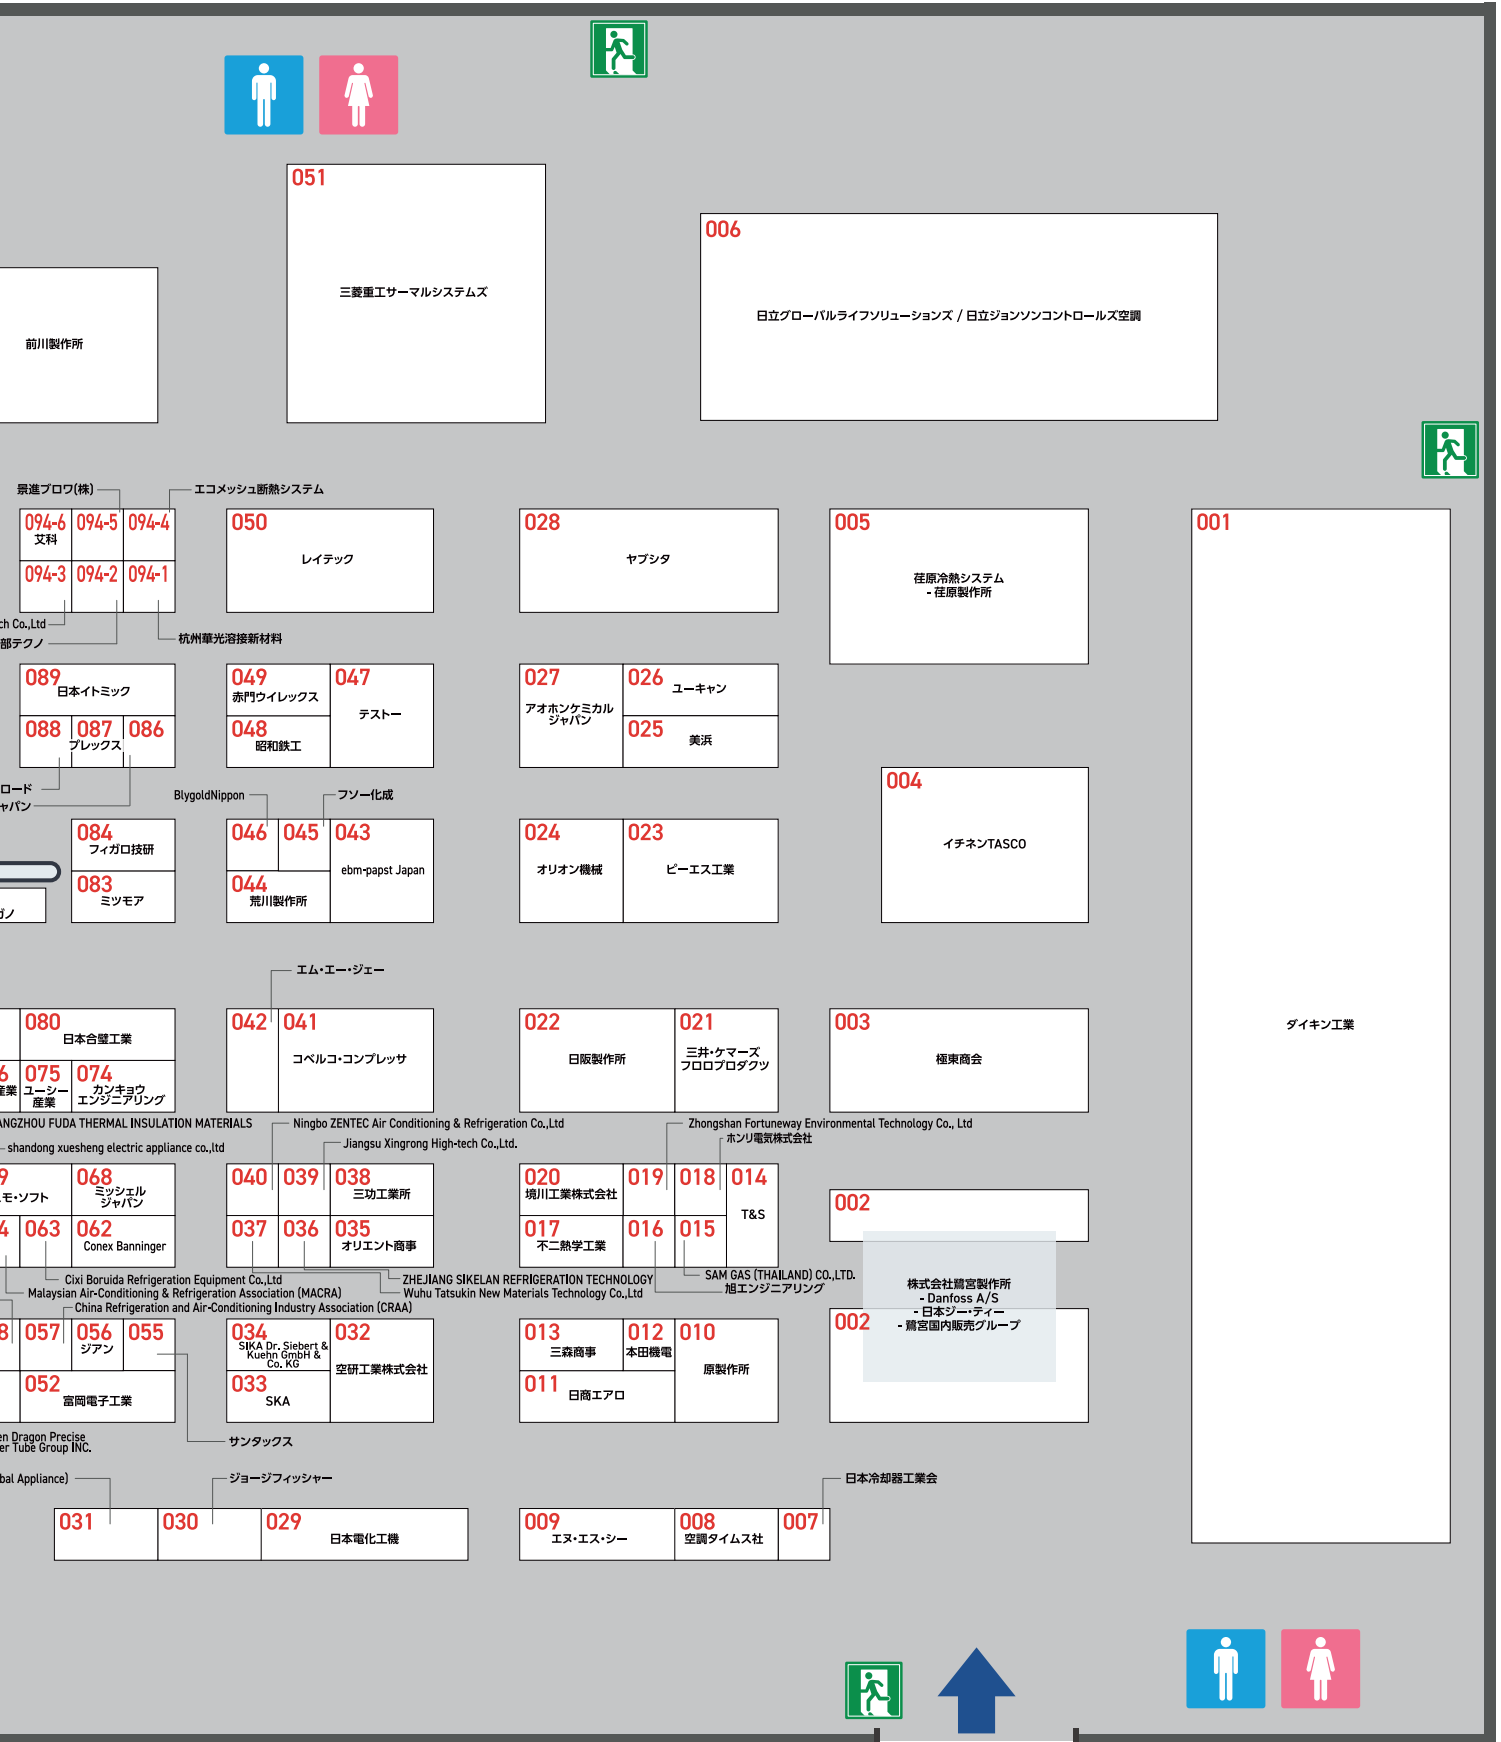 051
三菱重工サーマルシステムズ
006
日立グローバルライフソリューションズ / 日立ジョンソンコントロールズ空調
前川製作所
景進ブロワ(株)
エコメッシュ断熱システム
094-6
艾科
094-5
094-4
094-3
094-2
094-1
ch Co.,Ltd
部テクノ
杭州華光溶接新材料
050
レイテック
028
ヤブシタ
005
荏原冷熱システム
- 荏原製作所
001
ダイキン工業
089
日本イトミック
088
087
プレックス
086
ロード
ャパン
049
赤門ウイレックス
048
昭和鉄工
047
テストー
027
アオホンケミカル
ジャパン
026
ユーキャン
025
美浜
004
イチネンTASCO
BlygoldNippon
フソー化成
084
フィガロ技研
083
ミツモア
ガノ
046
045
043
ebm-papst Japan
044
荒川製作所
024
オリオン機械
023
ピーエス工業
エム・エー・ジェー
080
日本合璧工業
6
産業
075
ユーシー
産業
074
カンキョウ
エンジニアリング
042
041
コベルコ・コンプレッサ
022
日阪製作所
021
三井・ケマーズ
フロロプロダクツ
003
極東商会
ANGZHOU FUDA THERMAL INSULATION MATERIALS
Ningbo ZENTEC Air Conditioning & Refrigeration Co.,Ltd
Zhongshan Fortuneway Environmental Technology Co., Ltd
shandong xuesheng electric appliance co.,ltd
Jiangsu Xingrong High-tech Co.,Ltd.
ホンリ電気株式会社
9
モ・ソフト
068
ミッシェル
ジャパン
4
063
062
Conex Banninger
040
039
038
三功工業所
037
036
035
オリエント商事
020
境川工業株式会社
019
018
014
T&S
017
不二熱学工業
016
015
002
Cixi Boruida Refrigeration Equipment Co.,Ltd
ZHEJIANG SIKELAN REFRIGERATION TECHNOLOGY
SAM GAS (THAILAND) CO.,LTD.
Malaysian Air-Conditioning & Refrigeration Association (MACRA)
Wuhu Tatsukin New Materials Technology Co.,Ltd
旭エンジニアリング
China Refrigeration and Air-Conditioning Industry Association (CRAA)
株式会社鷺宮製作所
- Danfoss A/S
- 日本ジー・ティー
- 鷺宮国内販売グループ
002
8
057
056
ジアン
055
052
富岡電子工業
034
SIKA Dr. Siebert &
Kuehn GmbH &
Co. KG
033
SKA
032
空研工業株式会社
013
三森商事
012
本田機電
010
原製作所
011
日商エアロ
en Dragon Precise
er Tube Group INC.
サンタックス
bal Appliance)
ジョージフィッシャー
日本冷却器工業会
031
030
029
日本電化工機
009
エヌ・エス・シー
008
空調タイムス社
007